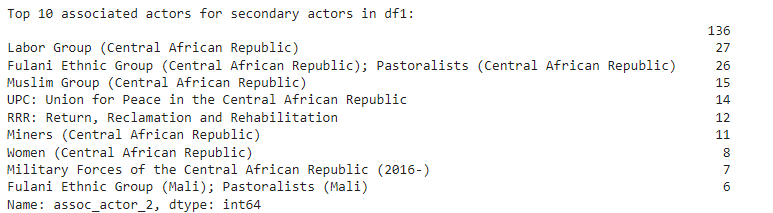 Top 10 associated actors for secondary actors in df1:
136
Labor Group (Central African Republic) 27
Fulani Ethnic Group (Central African Republic); Pastoralists (Central African Republic) 26
Muslim Group (Central African Republic) 15
UPC: Union for Peace in the Central African Republic 14
RRR: Return, Reclamation and Rehabilitation 12
Miners (Central African Republic) 11
Women (Central African Republic) 8
Military Forces of the Central African Republic (2016-) 7
Fulani Ethnic Group (Mali); Pastoralists (Mali) 6
Name: assoc_actor_2, dtype: int64